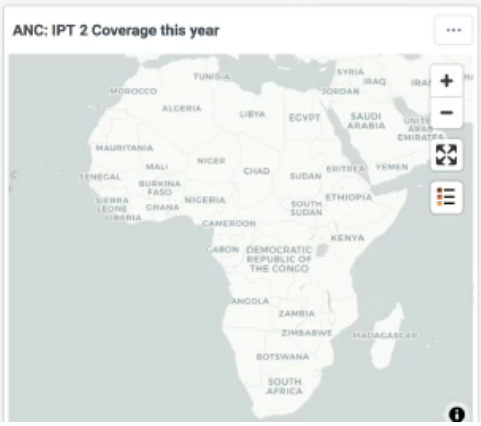 ANC: IPT 2 Coverage this year
TUNISIA
SYRIA
IRAQ
MOROCCO
JORDAN
ALGERIA
LIBYA
EGYPT
SAUDI
ARABIA
UNITED
ARAB
EMIRATES
MAURITANIA
MALI
NIGER
CHAD
SUDAN
ERITREA
YEMEN
SENEGAL
BURKINA
FASO
NIGERIA
ETHIOPIA
SIERRA
LEONE
GHANA
SOUTH
SUDAN
LIBERIA
CAMEROON
KENYA
GABON
DEMOCRATIC
REPUBLIC OF
THE CONGO
ANGOLA
ZAMBIA
ZIMBABWE
MADAGASCAR
BOTSWANA
SOUTH
AFRICA